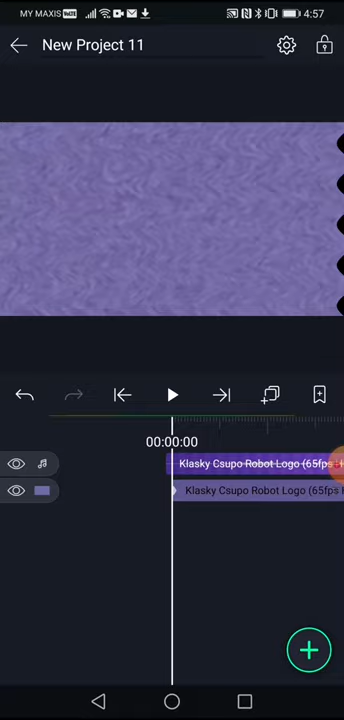 MY MAXIS VoLTE 4:57
New Project 11
00:00:00
Klasky Csupo Robot Logo (65fps
Klasky Csupo Robot Logo (65fps